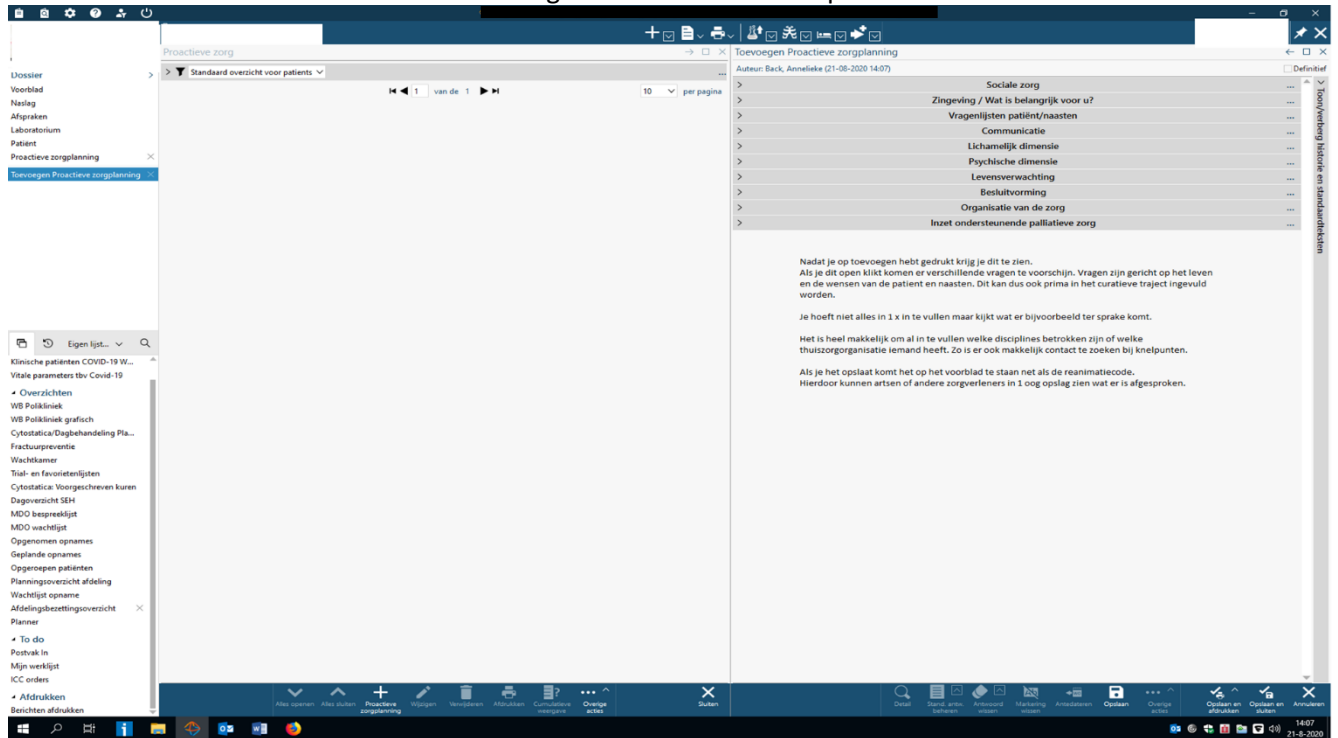 Proactieve zorg
Standaard overzicht voor patients
...
1 van de 1
10 per pagina
Dossier
Voorblad
Naslag
Afspraken
Laboratorium
Patiënt
Proactieve zorgplanning
Toevoegen Proactieve zorgplanning
Eigen lijst...
Klinische patiënten COVID-19 W...
Vitale parameters tbv Covid-19
Overzichten
WB Polikliniek
WB Polikliniek grafisch
Cytostatica/Dagbehandeling Pla...
Fractuurpreventie
Wachtkamer
Trial- en favorietenlijsten
Cytostatica: Voorgeschreven kuren
Dagoverzicht SEH
MDO bespreeklijst
MDO wachtlijst
Opgenomen opnames
Geplande opnames
Opgeroepen patiënten
Planningsoverzicht afdeling
Wachtlijst opname
Afdelingsbezettingsoverzicht
Planner
To do
Postvak In
Mijn werklijst
ICC orders
Afdrukken
Berichten afdrukken
Toevoegen Proactieve zorgplanning
Auteur: Back, Annelieke (21-08-2020 14:07)
Definitief
Sociale zorg ...
Zingeving / Wat is belangrijk voor u? ...
Vragenlijsten patiënt/naasten ...
Communicatie ...
Lichamelijk dimensie ...
Psychische dimensie ...
Levensverwachting ...
Besluitvorming ...
Organisatie van de zorg ...
Inzet ondersteunende palliatieve zorg ...
Toon/verberg historie en standaardteksten
Nadat je op toevoegen hebt gedrukt krijg je dit te zien.
Als je dit open klikt komen er verschillende vragen te voorschijn. Vragen zijn gericht op het leven
en de wensen van de patient en naasten. Dit kan dus ook prima in het curatieve traject ingevuld
worden.
Je hoeft niet alles in 1 x in te vullen maar kijkt wat er bijvoorbeeld ter sprake komt.
Het is heel makkelijk om al in te vullen welke disciplines betrokken zijn of welke
thuiszorgorganisatie iemand heeft. Zo is er ook makkelijk contact te zoeken bij knelpunten.
Als je het opslaat komt het op het voorblad te staan net als de reanimatiecode.
Hierdoor kunnen artsen of andere zorgverleners in 1 oog opslag zien wat er is afgesproken.
Alles openen
Alles sluiten
Proactieve
zorgplanning
Wijzigen
Verwijderen
Afdrukken
Cumulatieve
weergave
Overige
acties
Sluiten
Detail
Stand. antw.
beheren
Antwoord
wissen
Markering
wissen
Antedateren
Opslaan
Overige
acties
Opslaan en
afdrukken
Opslaan en
sluiten
Annuleren
14:07
21-8-2020